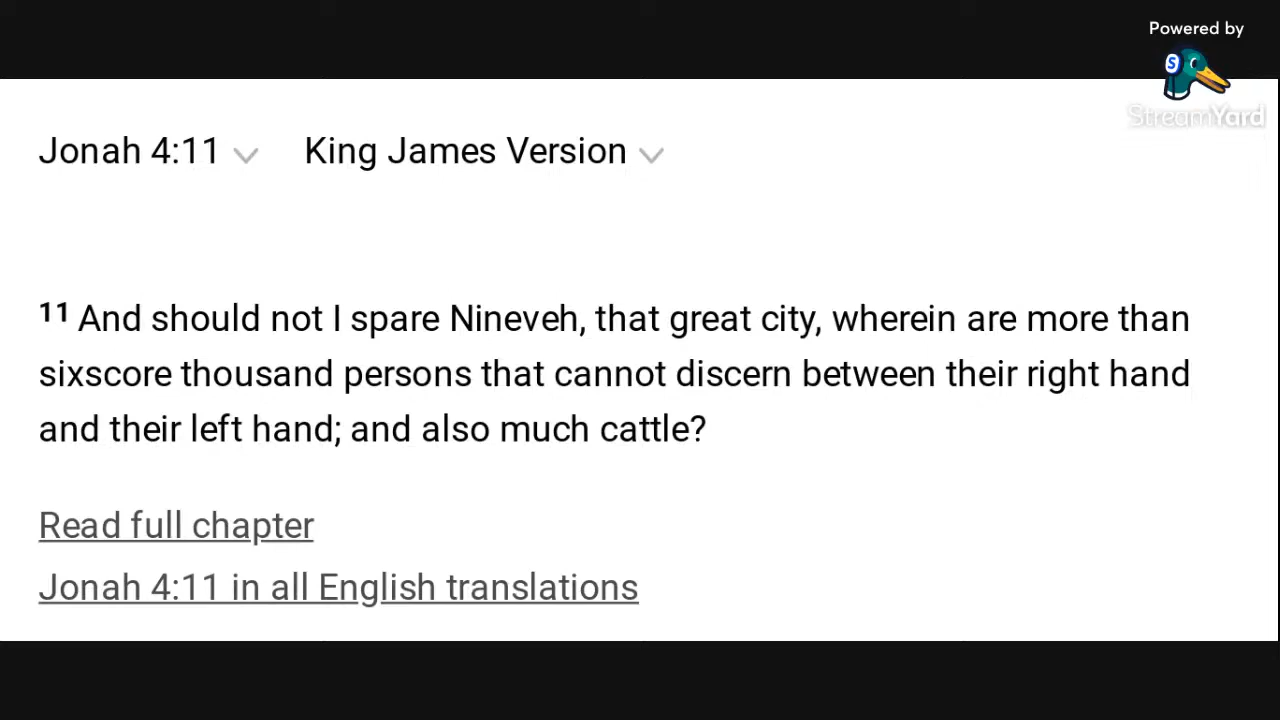 Powered by
S
StreamYard
Jonah 4:11 King James Version
11 And should not I spare Nineveh, that great city, wherein are more than
sixscore thousand persons that cannot discern between their right hand
and their left hand; and also much cattle?
Read full chapter
Jonah 4:11 in all English translations